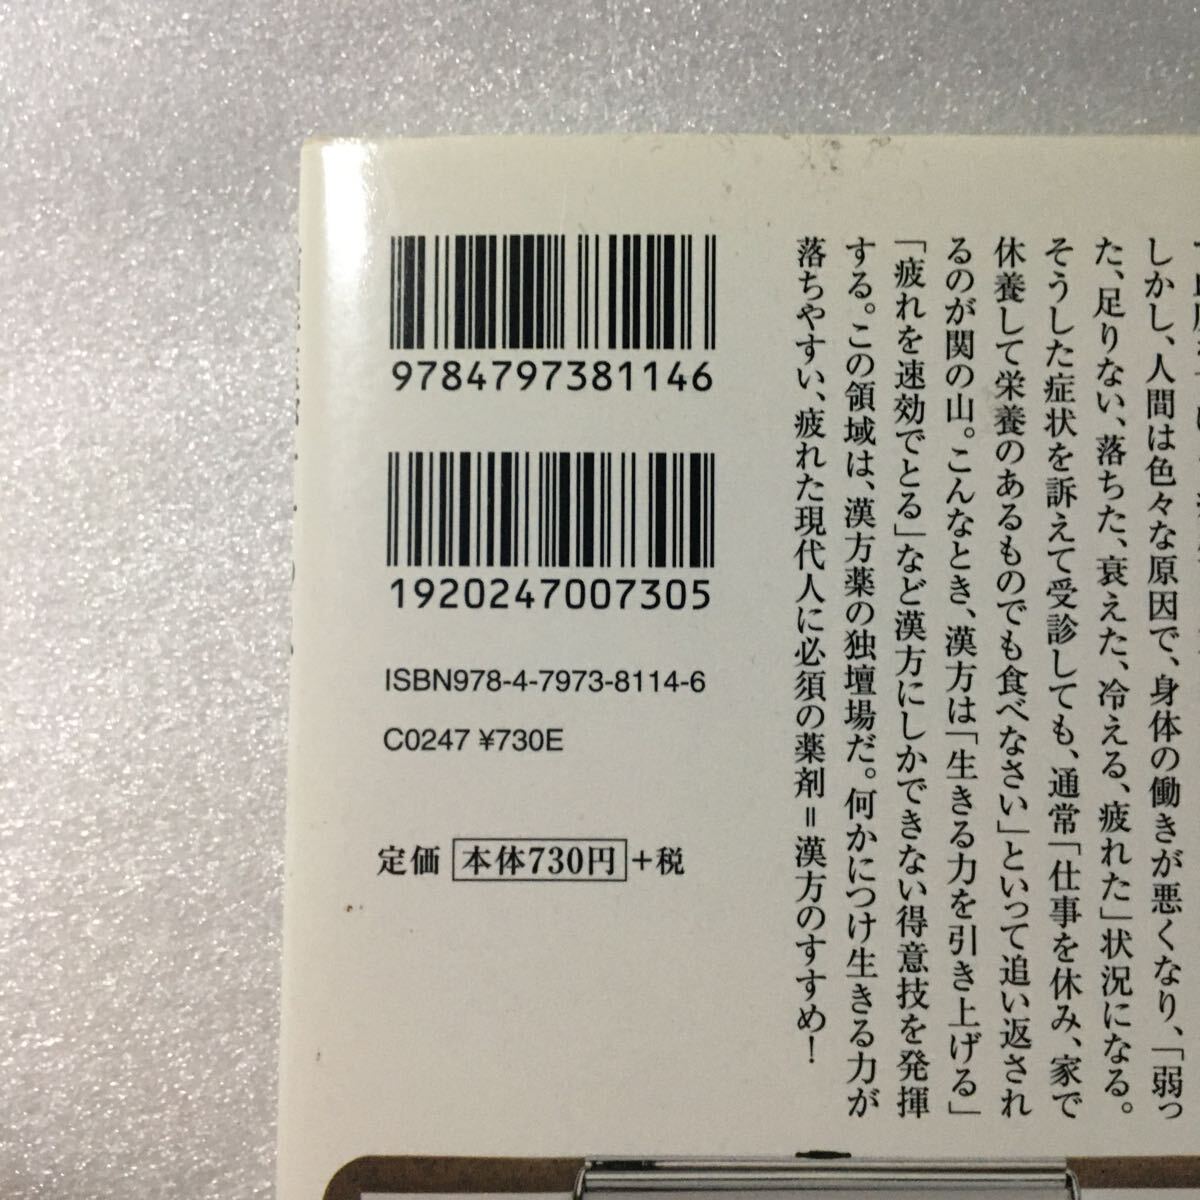 9784797381146
1920247007305
ISBN978-4-7973-8114-6
C0247 ¥730E
定価 本体730円+税
しかし、人間は色々な原因で、身体の働きが悪くなり、「弱っ
た、足りない、落ちた、衰えた、冷える、疲れた」状況になる。
そうした症状を訴えて受診しても、通常「仕事を休み、家で
休養して栄養のあるものでも食べなさい」といって追い返され
るのが関の山。こんなとき、漢方は「生きる力を引き上げる」
「疲れを速効でとる」など漢方にしかできない得意技を発揮
する。この領域は、漢方薬の独壇場だ。何かにつけ生きる力が
落ちやすい、疲れた現代人に必須の薬剤＝漢方のすすめ！